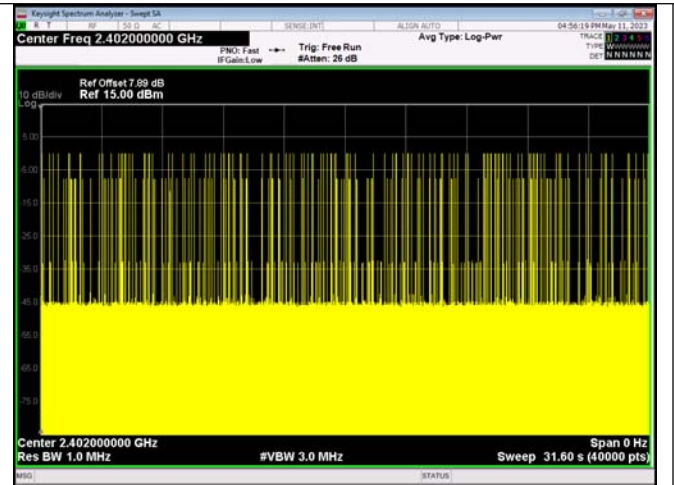 Keysight Spectrum Analyzer - Swept SA
R T RF 50 Ω AC SENSE:INT ALIGN AUTO 04:56:19 PM May 11, 2023
Center Freq 2.402000000 GHz Avg Type: Log-Pwr TRACE 1 2 3 4 5 6
PNO: Fast Trig: Free Run TYPE WWWWWW
IFGain:Low #Atten: 26 dB DET N N N N N N
Ref Offset 7.89 dB
10 dB/div Ref 15.00 dBm
Log
5.00
-5.00
-15.0
-25.0
-35.0
-45.0
-55.0
-65.0
-75.0
Center 2.402000000 GHz Span 0 Hz
Res BW 1.0 MHz #VBW 3.0 MHz Sweep 31.60 s (40000 pts)
MSG STATUS